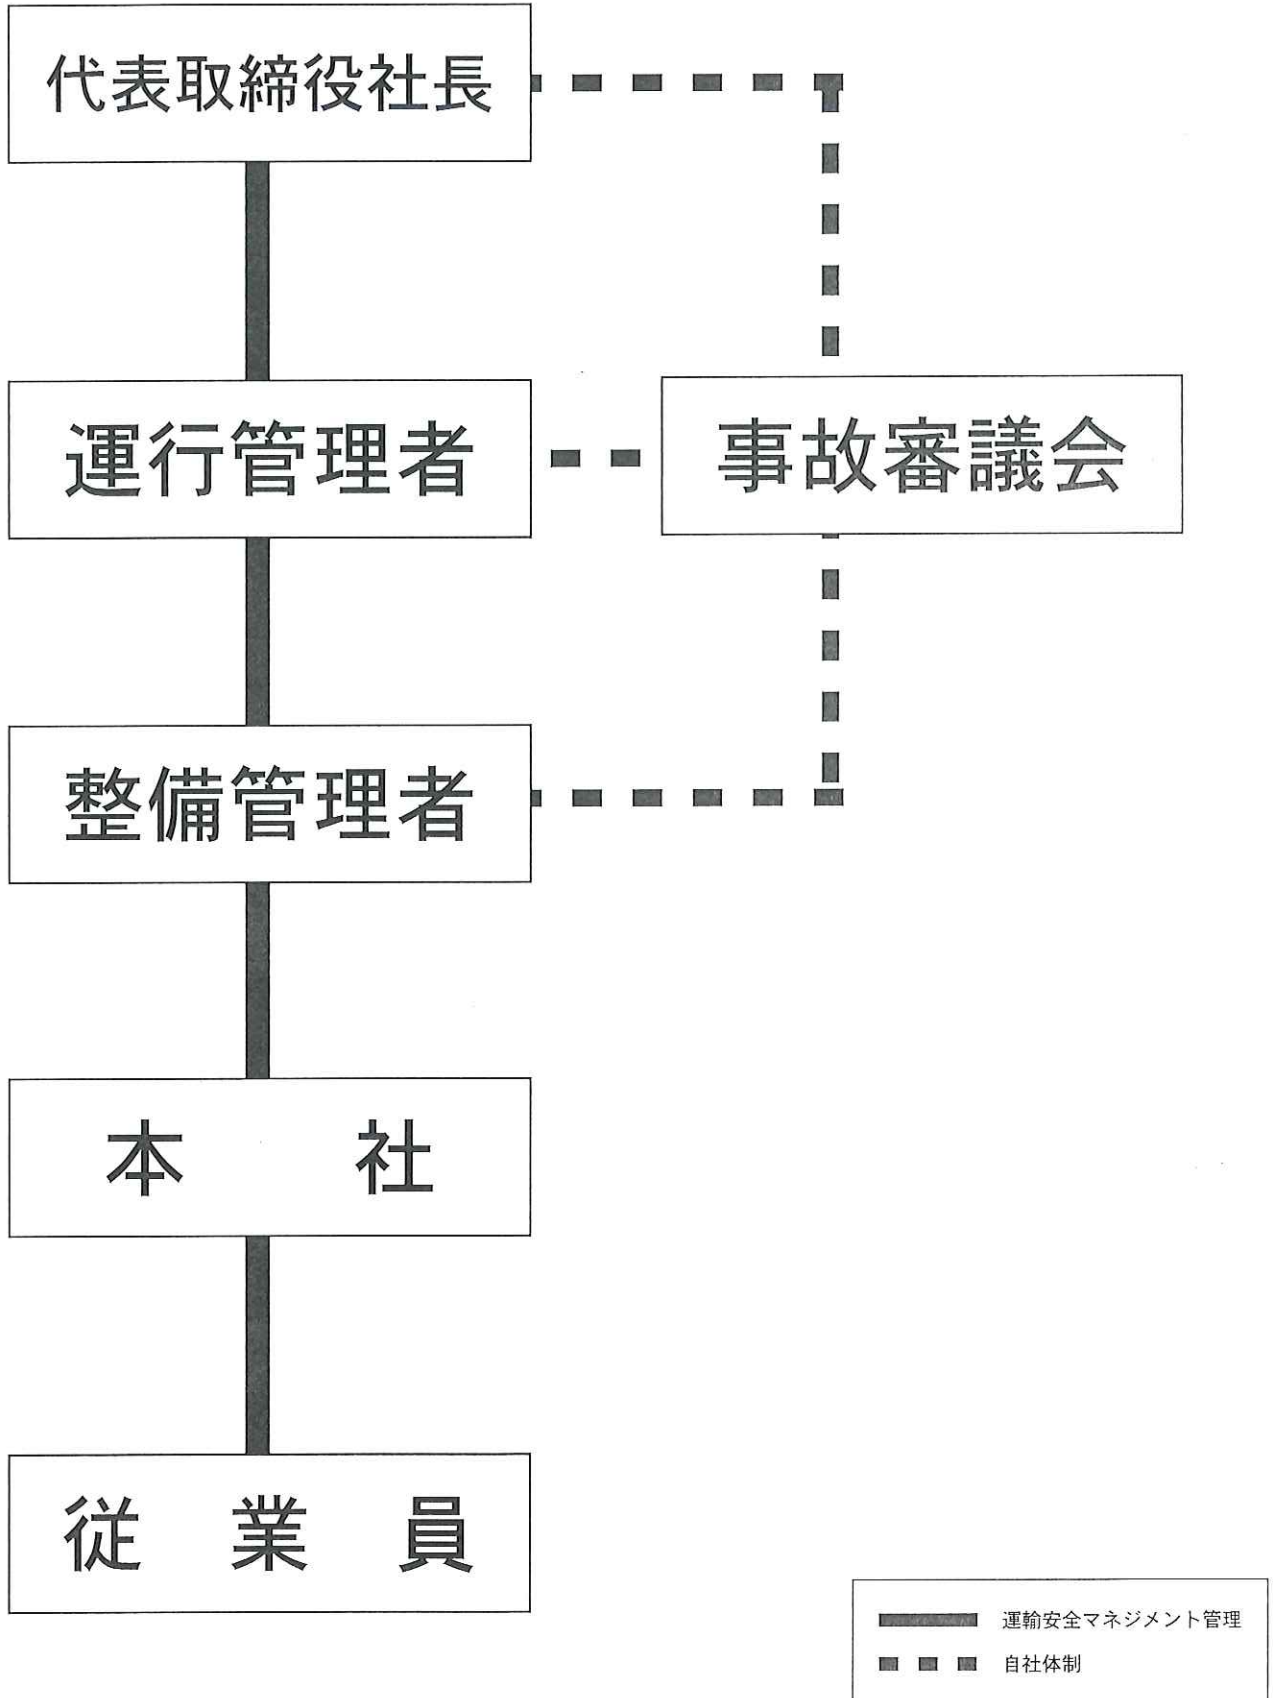 代表取締役社長
運行管理者
事故審議会
整備管理者
本　社
従　業　員
運輸安全マネジメント管理
自社体制